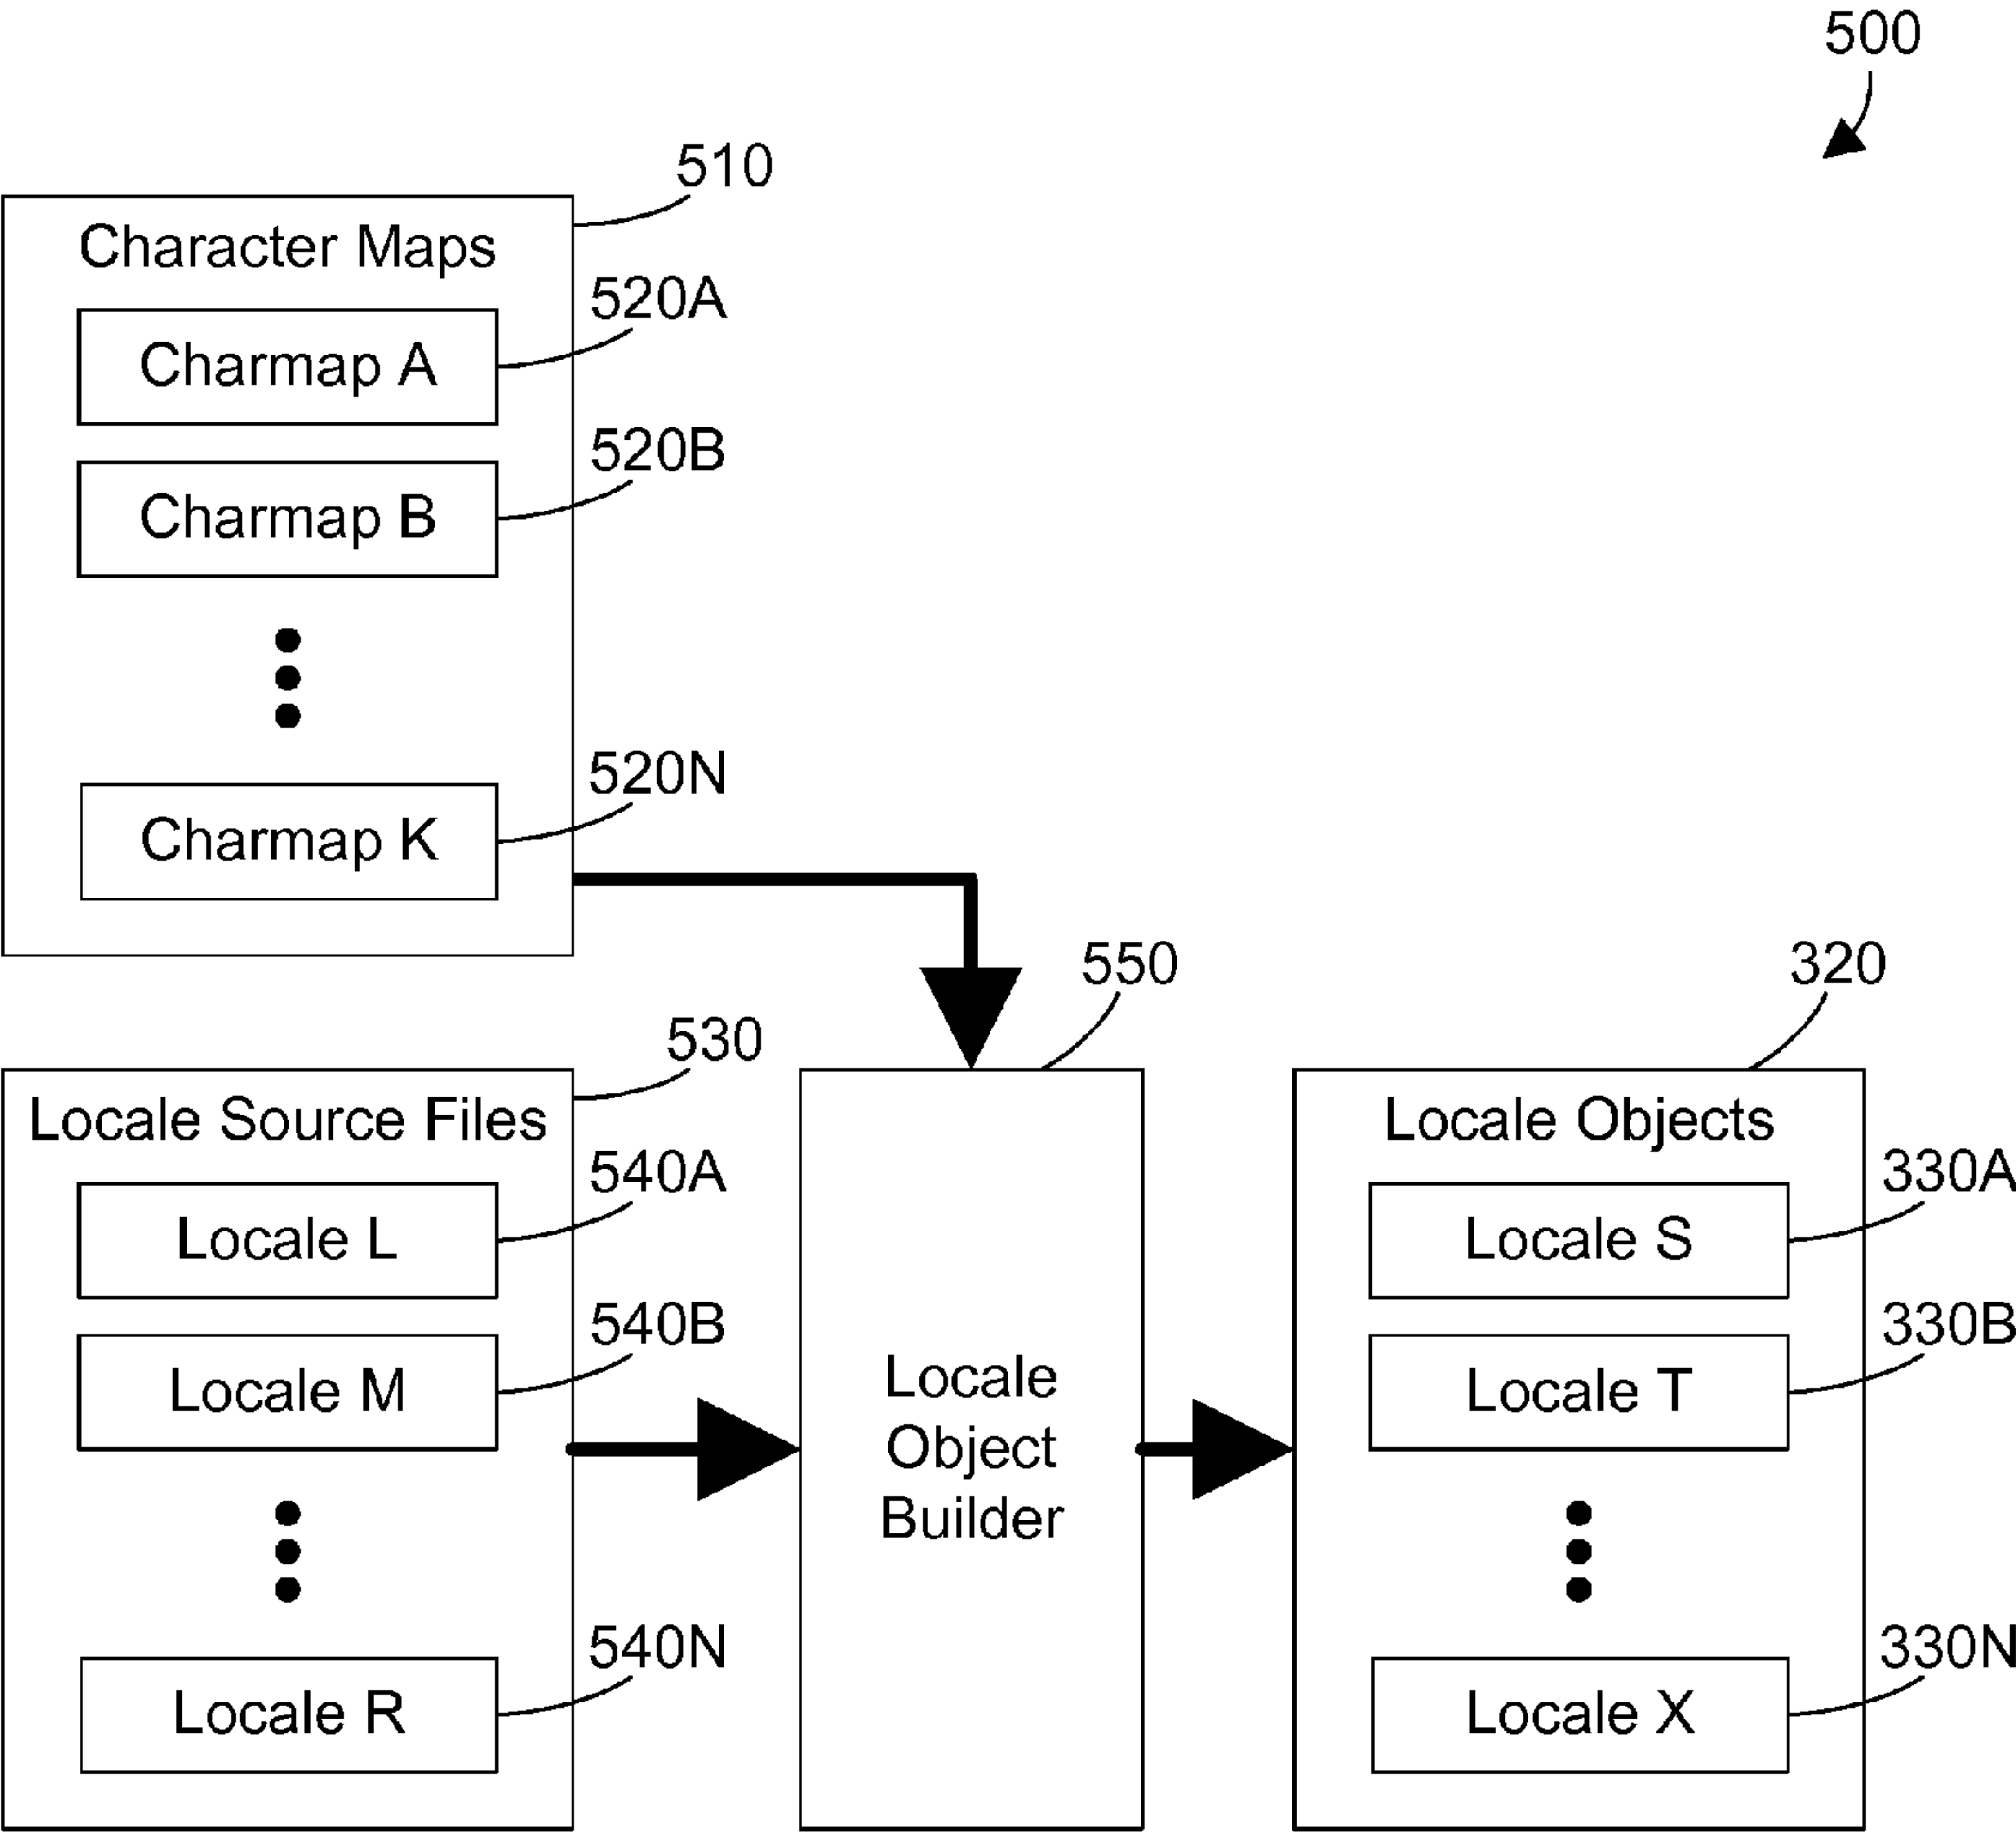 500
510
Character Maps
520A
Charmap A
520B
Charmap B
520N
Charmap K
530
Locale Source Files
540A
Locale L
540B
Locale M
540N
Locale R
550
Locale
Object
Builder
320
Locale Objects
330A
Locale S
330B
Locale T
330N
Locale X